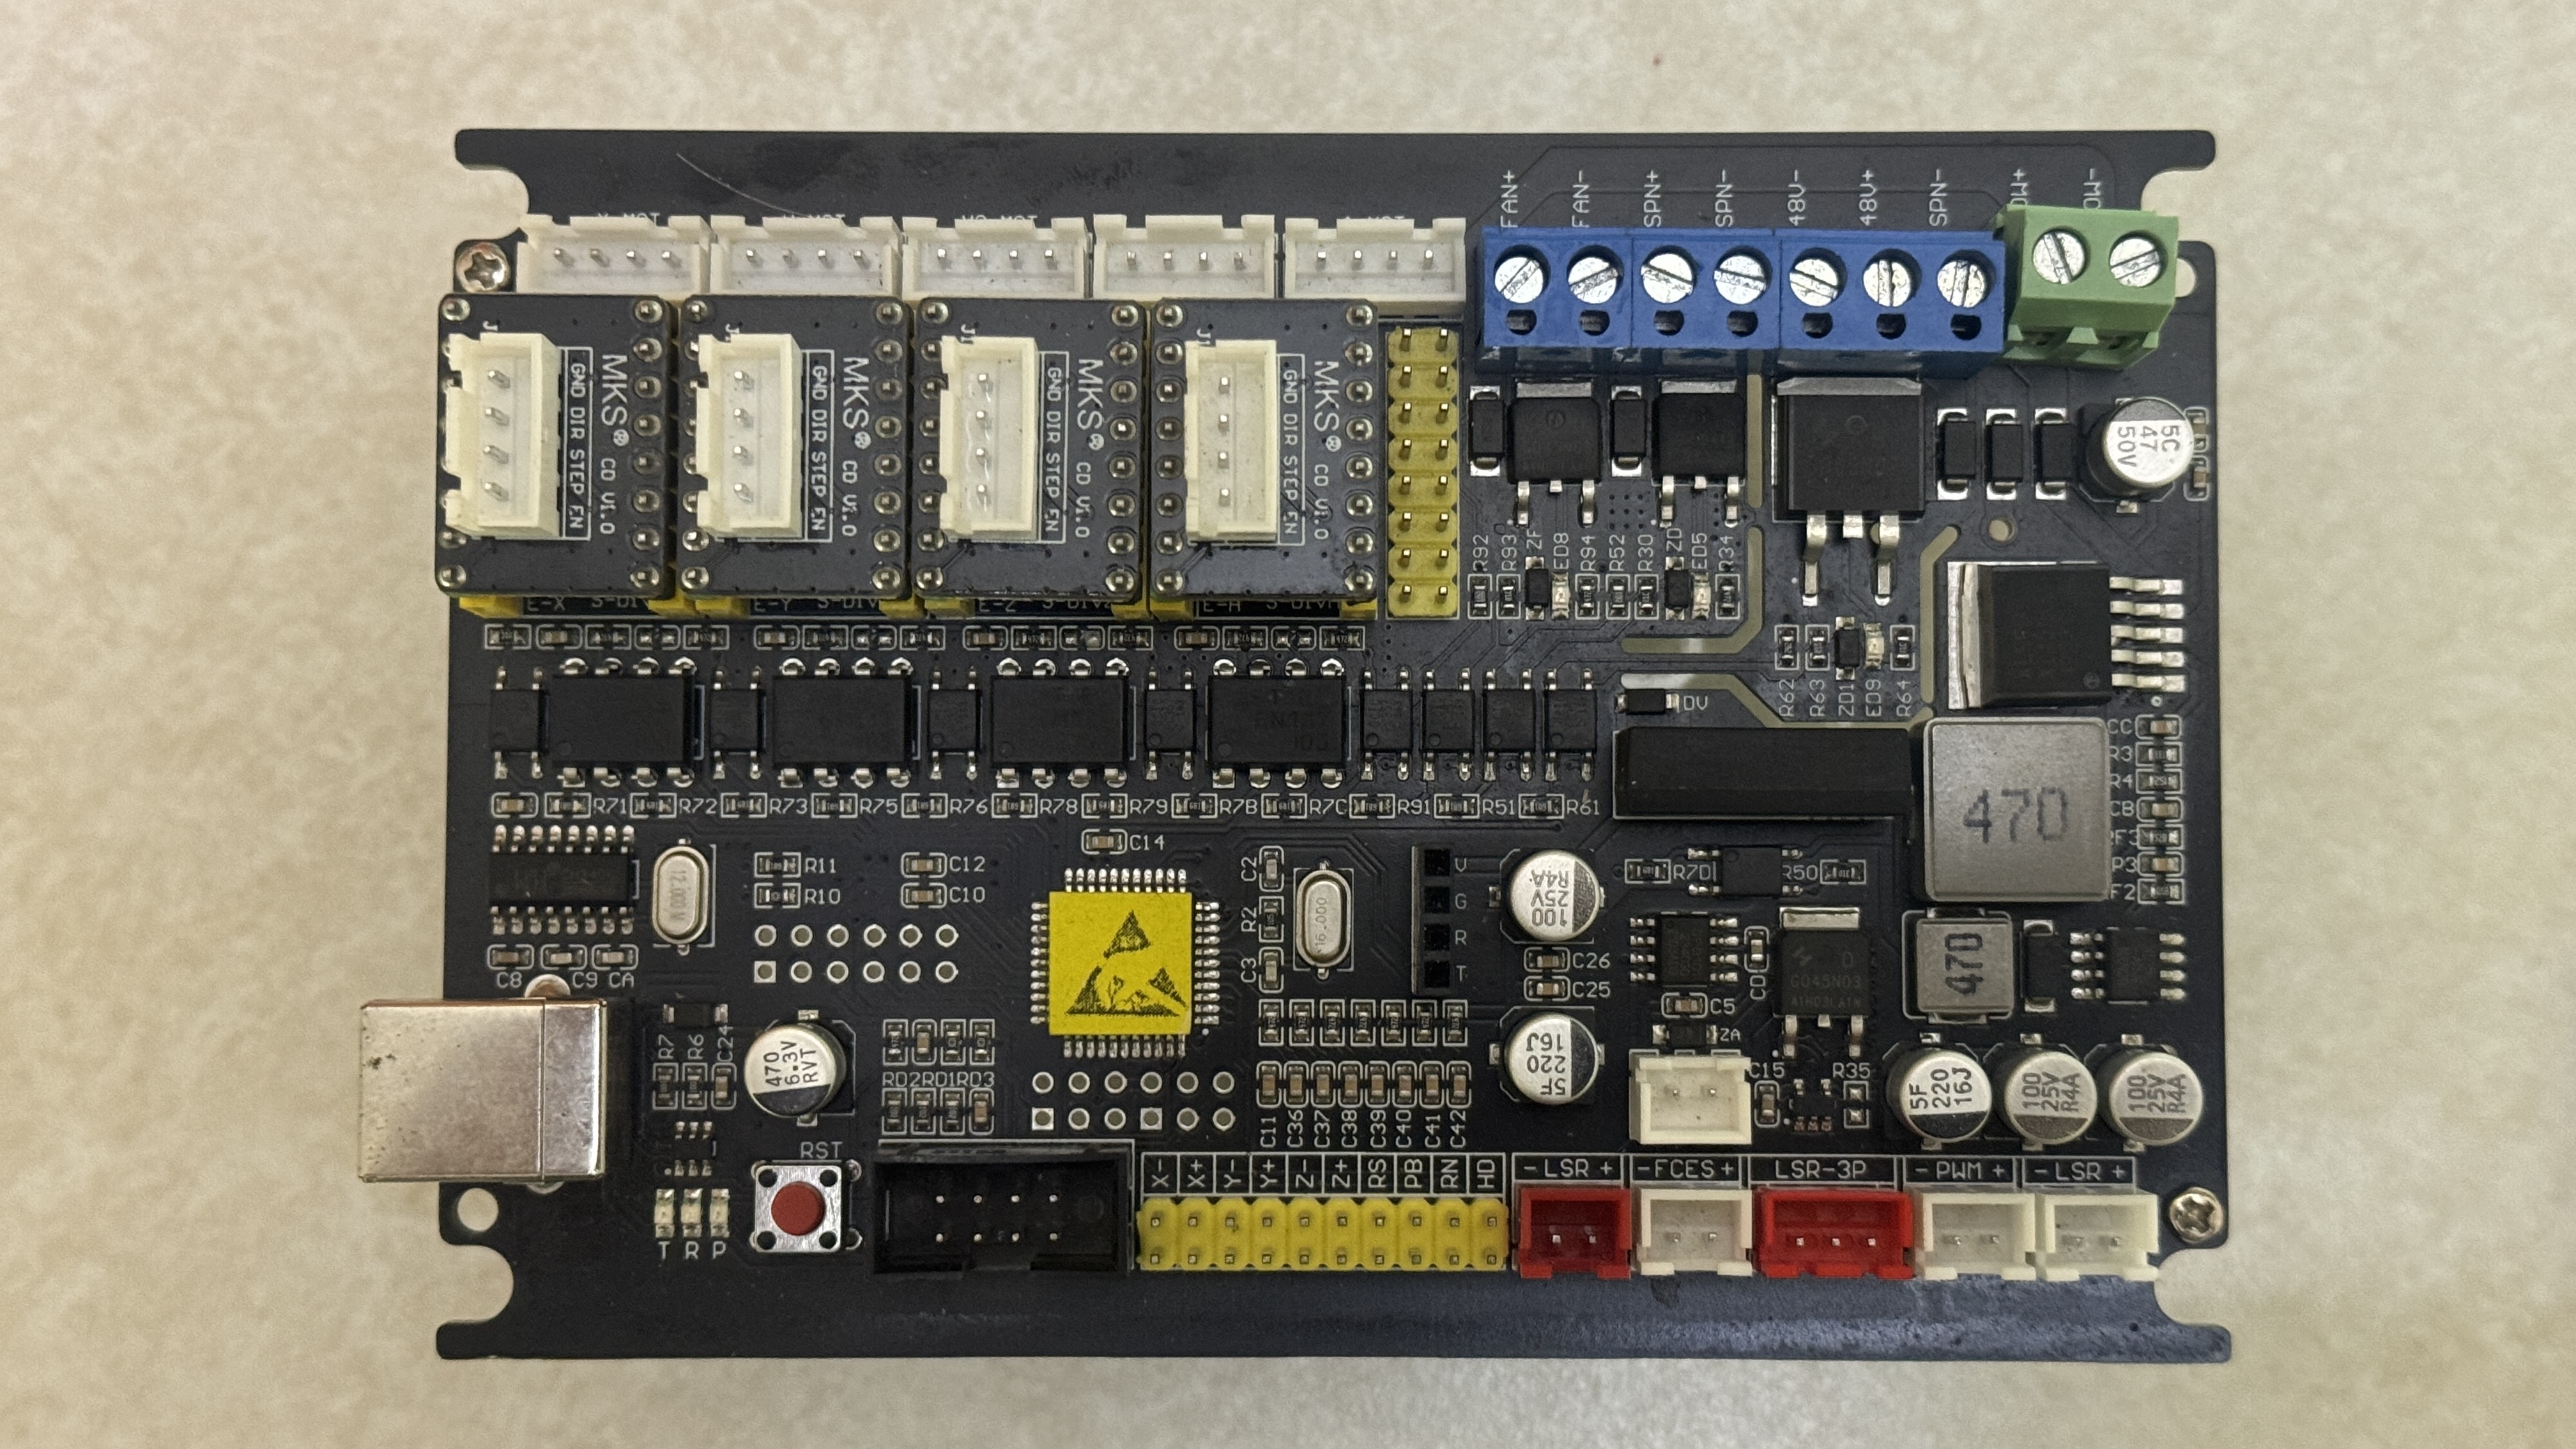 FAN+ FAN- SPN+ SPN- 48V- 48V+ SPN-
MKS CD V1.0
GND DIR STEP EN
MKS CD V1.0
GND DIR STEP EN
MKS CD V1.0
GND DIR STEP EN
MKS CD V1.0
GND DIR STEP EN
5C
47
50V
E-X
E-Y
E-Z
E-A
R92 R93 ZF ED8 R94 R52 R30 ZD ED5 R34
R62 R63 ZD1 ED9 R64
DV
R71 R72 R73 R75 R76 R78 R79 R7B R7C R91 R51 R61
470
12.000
R11
R10
C12
C10
C14
C2
R2
C3
16.000
V
G
R
T
100
25V
R4A
R7D R50
C8 C9 CA
C26
C25
C5
CD
ZA
G045N03
470
R7 R6 C24
470
6.3V
RVT
RD2 RD1 RD3
C11 C36 C37 C38 C39 C40 C41 C42
5F
220
16J
C15
R35
5F
220
16J
100
25V
R4A
100
25V
R4A
RST
T R P
X- X+ Y- Y+ Z- Z+ RS PB RN HD
- LSR +
- FCES +
LSR-3P
- PWM +
- LSR +